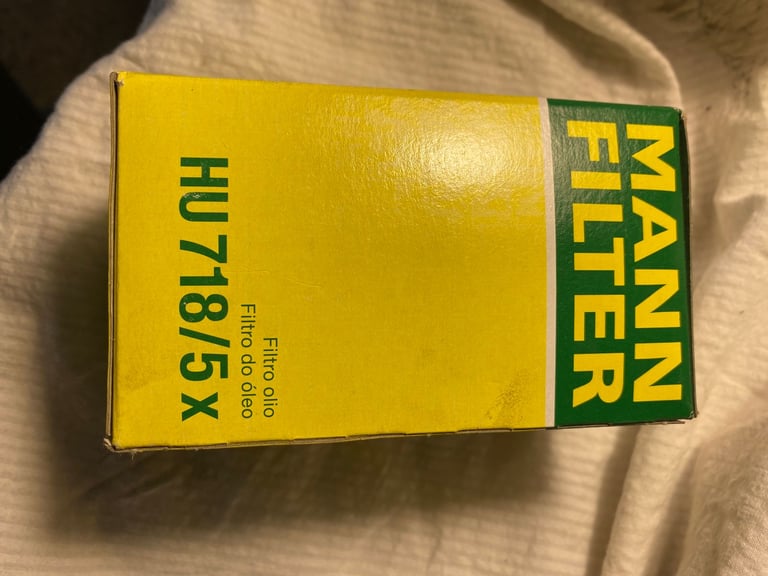 MANN
FILTER
Filtro olio
Filtro do óleo
HU 718/5 x